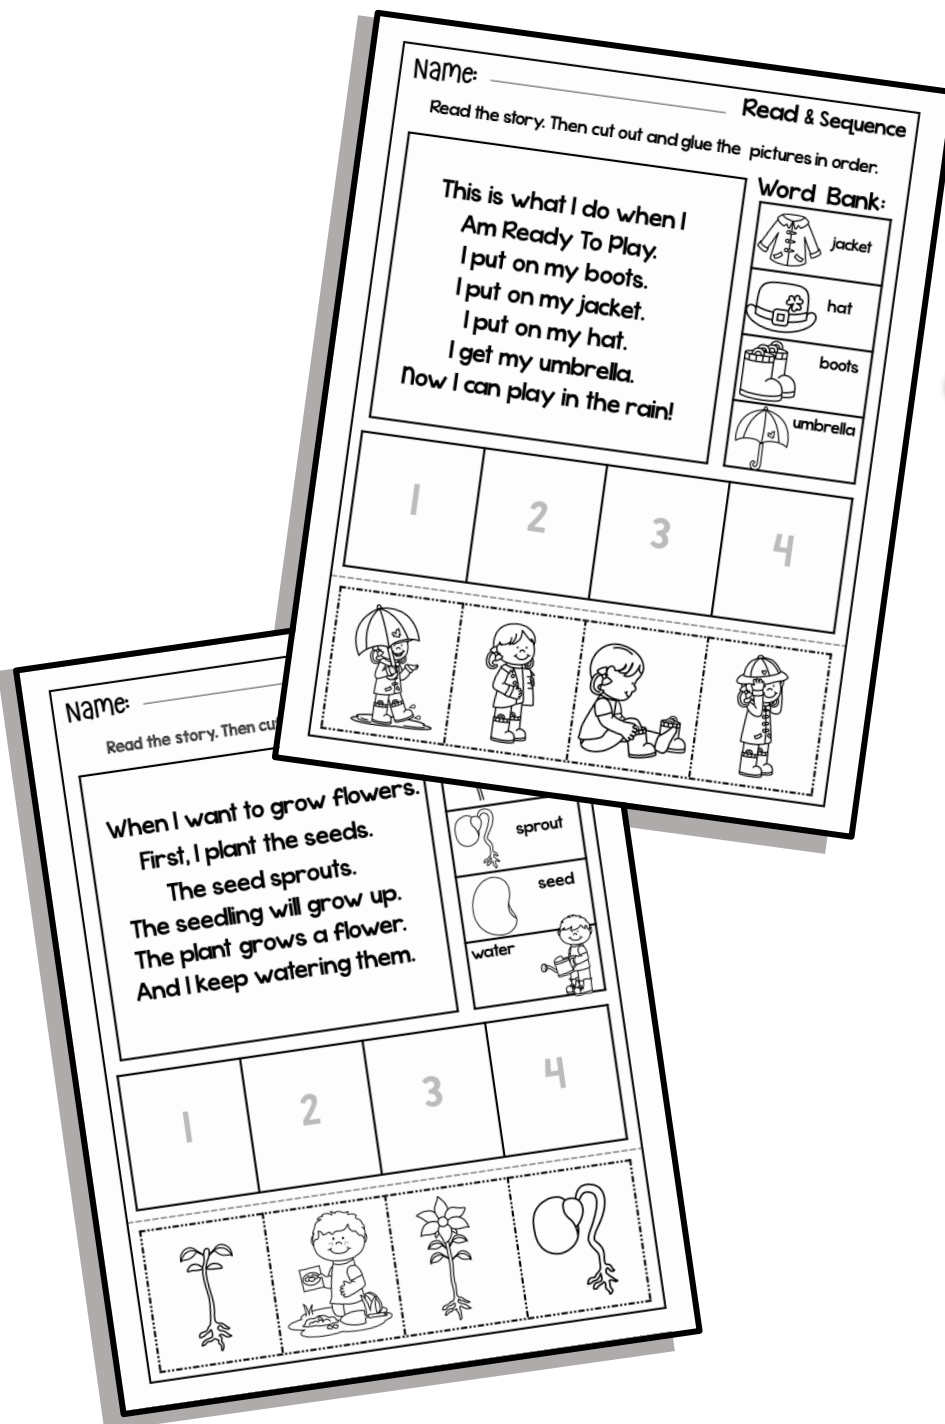 Name:
Read & Sequence
Read the story. Then cut out and glue the pictures in order.
This is what I do when I
Am Ready To Play.
I put on my boots.
I put on my jacket.
I put on my hat.
I get my umbrella.
Now I can play in the rain!
Word Bank:
jacket
hat
boots
umbrella
1
2
3
4
Name:
Read the story. Then
When I want to grow flowers.
First, I plant the seeds.
The seed sprouts.
The seedling will grow up.
The plant grows a flower.
And I keep watering them.
sprout
seed
water
1
2
3
4